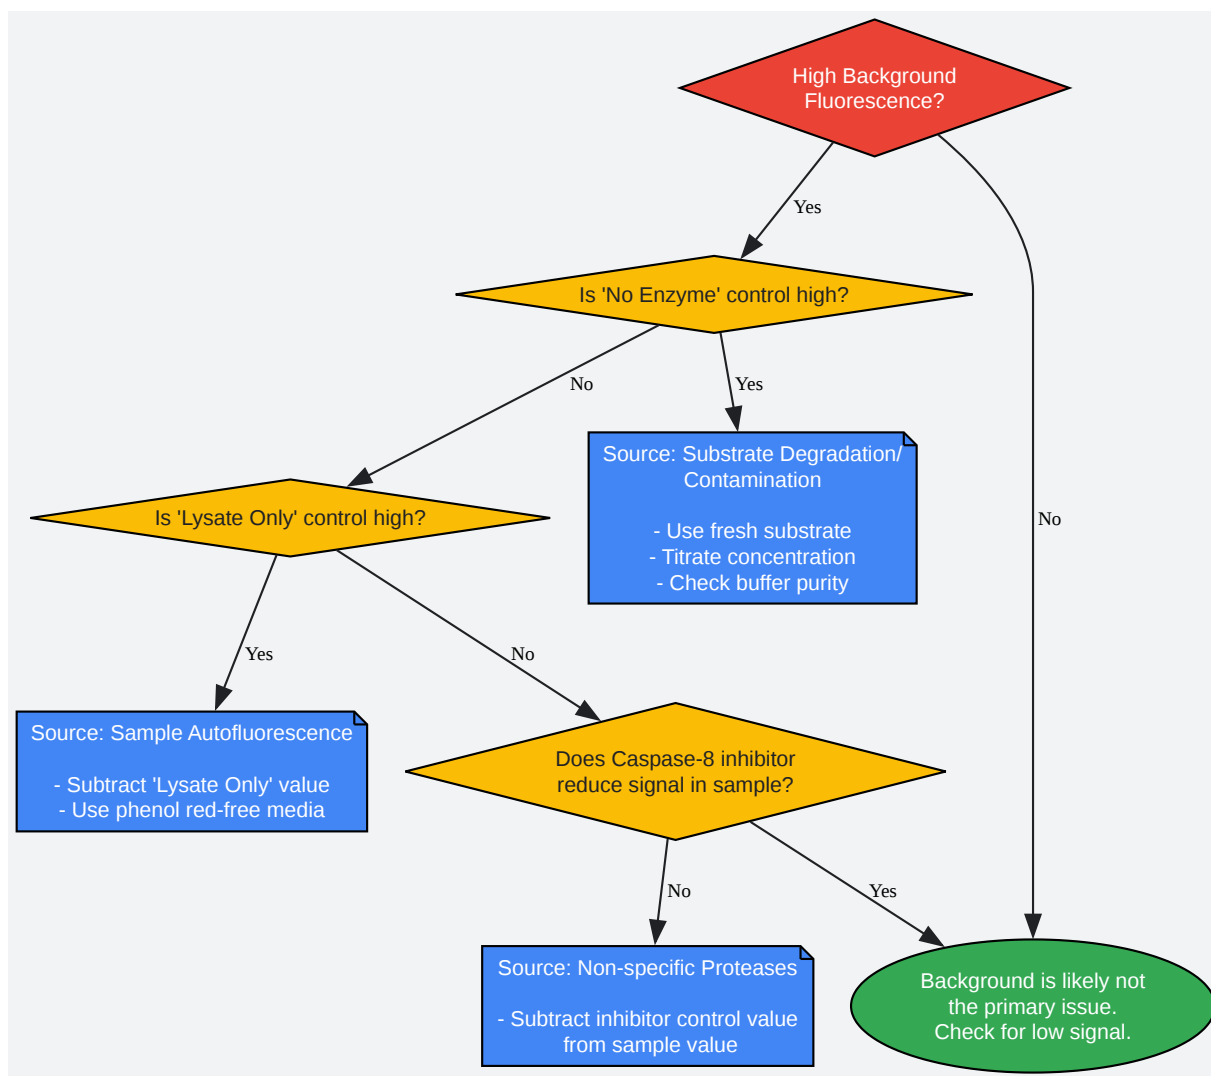 High Background
Fluorescence?
Yes
Is 'No Enzyme' control high?
No
Yes
Source: Substrate Degradation/
Contamination
- Use fresh substrate
- Titrate concentration
- Check buffer purity
No
Is 'Lysate Only' control high?
Yes
No
Source: Sample Autofluorescence
- Subtract 'Lysate Only' value
- Use phenol red-free media
Does Caspase-8 inhibitor
reduce signal in sample?
No
Yes
Source: Non-specific Proteases
- Subtract inhibitor control value
from sample value
Background is likely not
the primary issue.
Check for low signal.